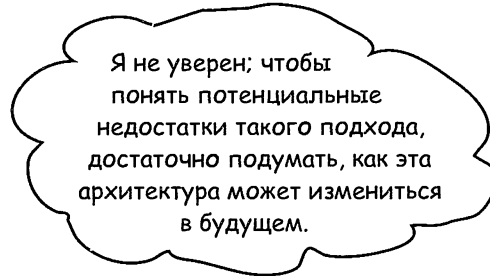 Я не уверен; чтобы
понять потенциальные
недостатки такого подхода,
достаточно подумать, как эта
архитектура может измениться
в будущем.